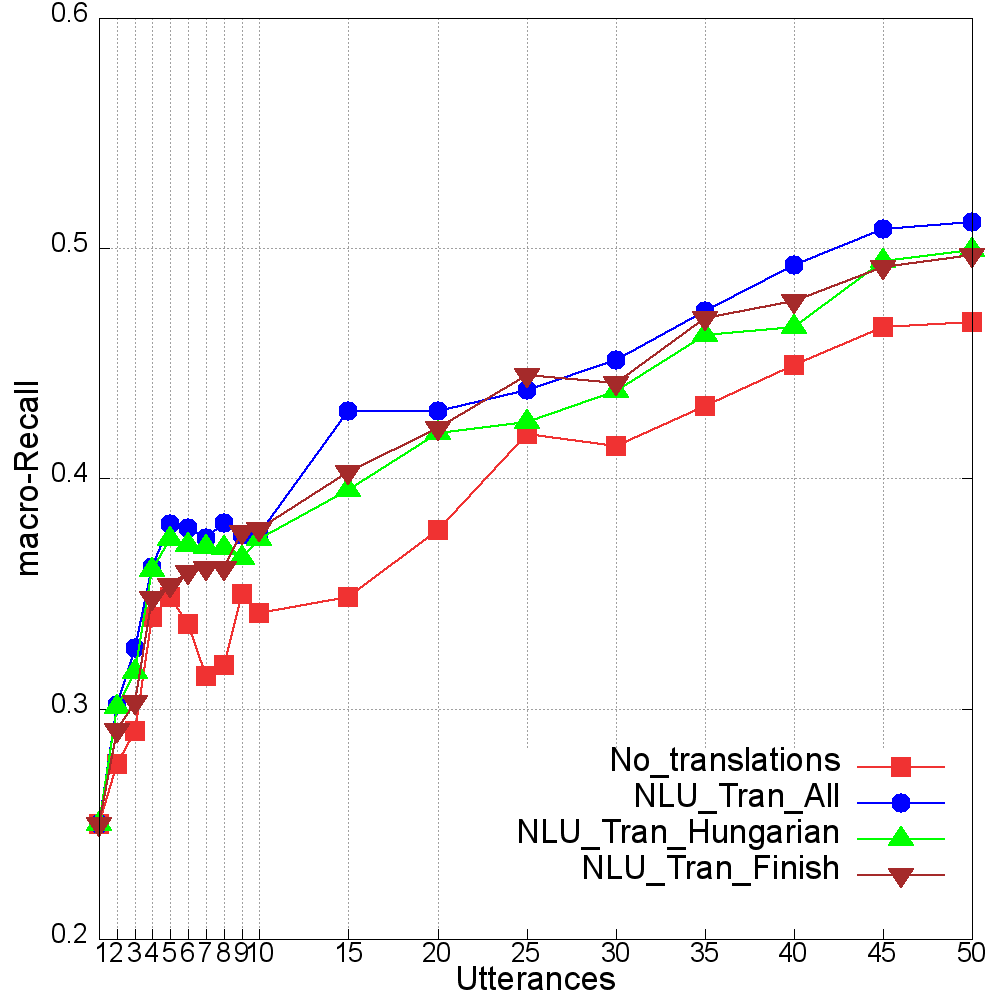 0.6
0.5
0.4
0.3
0.2
macro-Recall
No_translations
NLU_Tran_All
NLU_Tran_Hungarian
NLU_Tran_Finish
1 2 3 4 5 6 7 8 9 10 15 20 25 30 35 40 45 50
Utterances